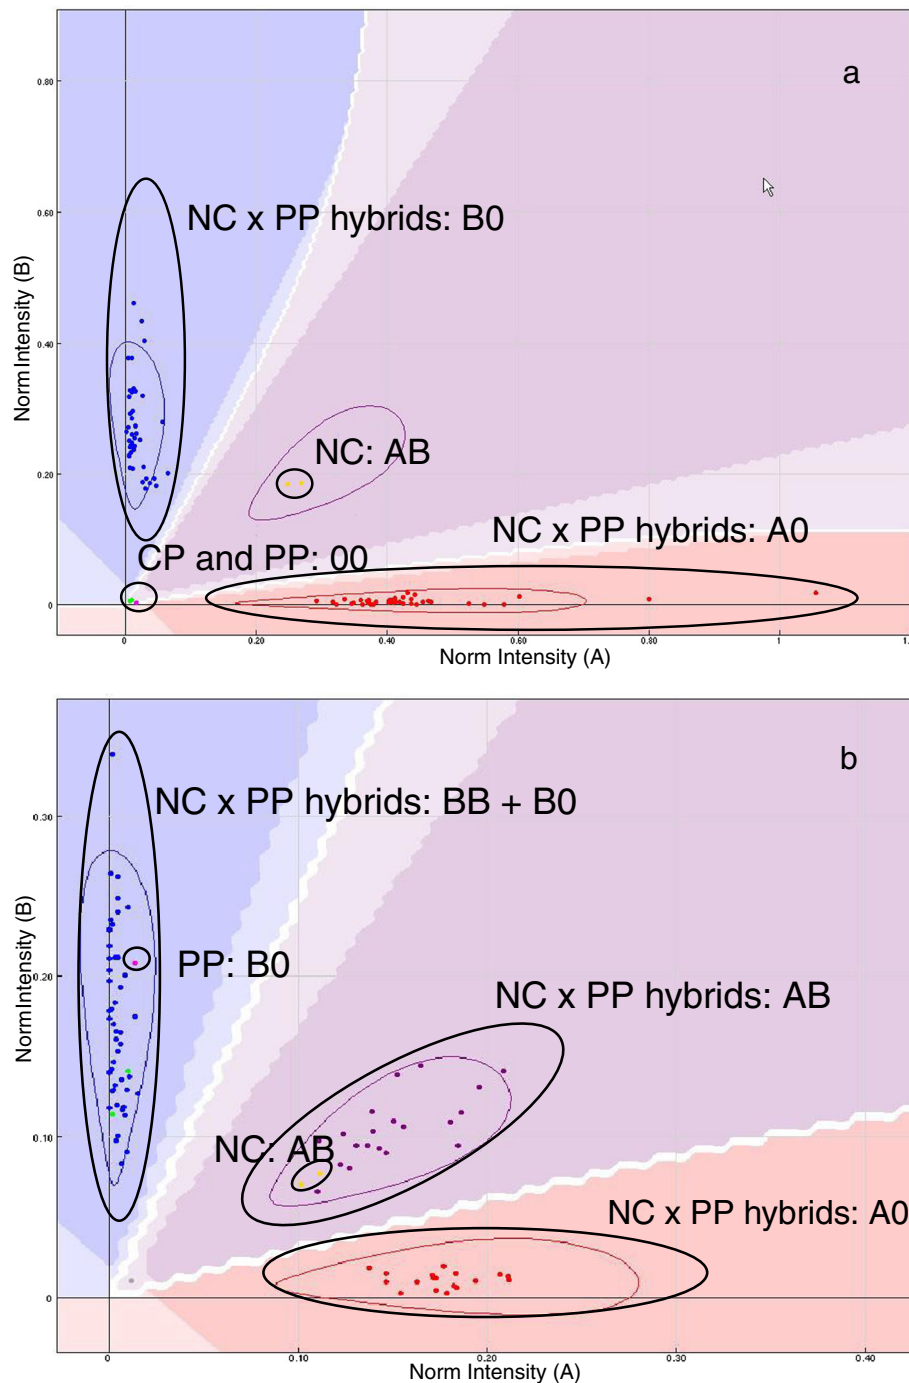 a
0.80
0.60
NC x PP hybrids: B0
Norm Intensity (B)
0.40
NC: AB
0.20
NC x PP hybrids: A0
CP and PP: 00
0
0 0.20 0.40 0.60 0.80 1 1.
Norm Intensity (A)
b
NC x PP hybrids: BB + B0
0.30
Norm Intensity (B)
PP: B0
0.20
NC x PP hybrids: AB
NC: AB
0.10
NC x PP hybrids: A0
0
0 0.10 0.20 0.30 0.40
Norm Intensity (A)